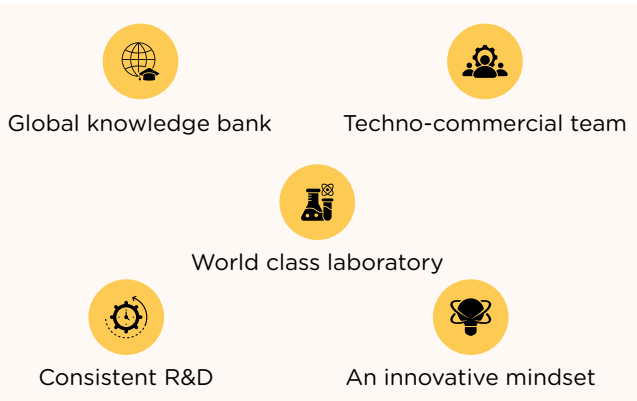 Global knowledge bank
Techno-commercial team
World class laboratory
Consistent R&D
An innovative mindset